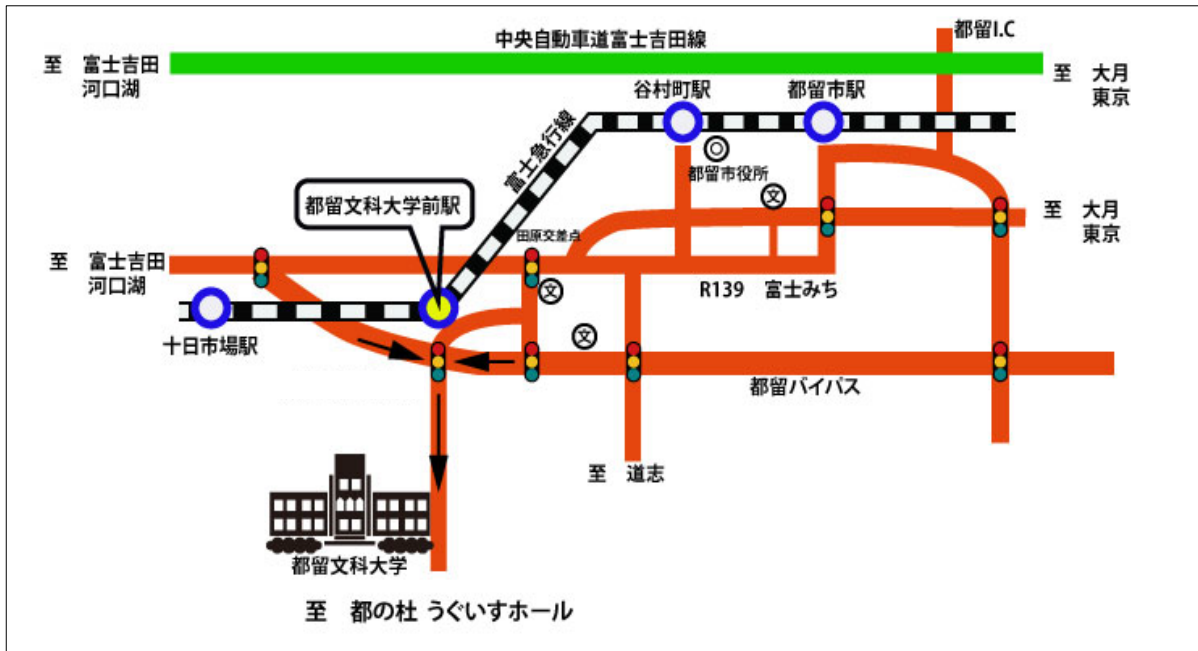 都留I.C
中央自動車道富士吉田線
至 富士吉田
河口湖
至 大月
東京
谷村町駅
都留市駅
富士急行線
都留市役所
文
都留文科大学前駅
至 大月
東京
田原交差点
至 富士吉田
河口湖
R139 富士みち
文
文
十日市場駅
都留バイパス
至 道志
都留文科大学
至 都の杜 うぐいすホール